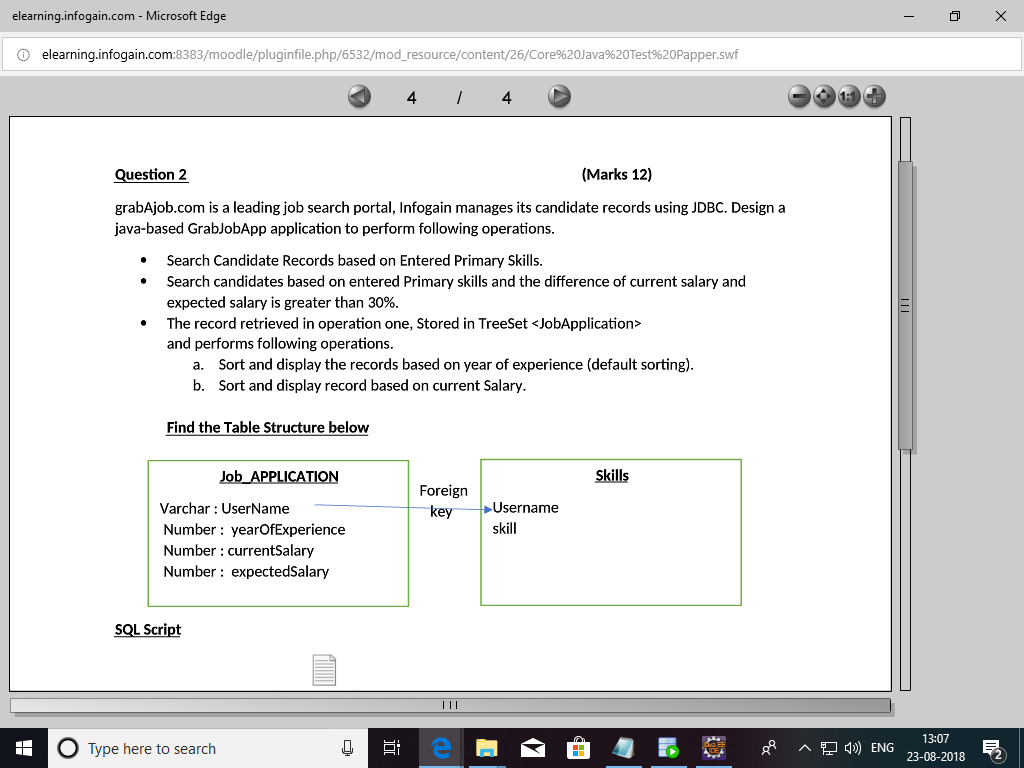 elearning.infogain.com - Microsoft Edge
elearning.infogain.com:8383/moodle/pluginfile.php/6532/mod_resource/content/26/Core%20Java%20Test%20Papper.swf
4 / 4
1:1
Question 2 (Marks 12)
grabAjob.com is a leading job search portal, Infogain manages its candidate records using JDBC. Design a
java-based GrabJobApp application to perform following operations.
• Search Candidate Records based on Entered Primary Skills.
• Search candidates based on entered Primary skills and the difference of current salary and
expected salary is greater than 30%.
• The record retrieved in operation one, Stored in TreeSet <JobApplication>
and performs following operations.
a. Sort and display the records based on year of experience (default sorting).
b. Sort and display record based on current Salary.
Find the Table Structure below
Job_APPLICATION
Varchar : UserName
Number : yearOfExperience
Number : currentSalary
Number : expectedSalary
Foreign
key
Skills
Username
skill
SQL Script
Type here to search
ENG
13:07
23-08-2018
2